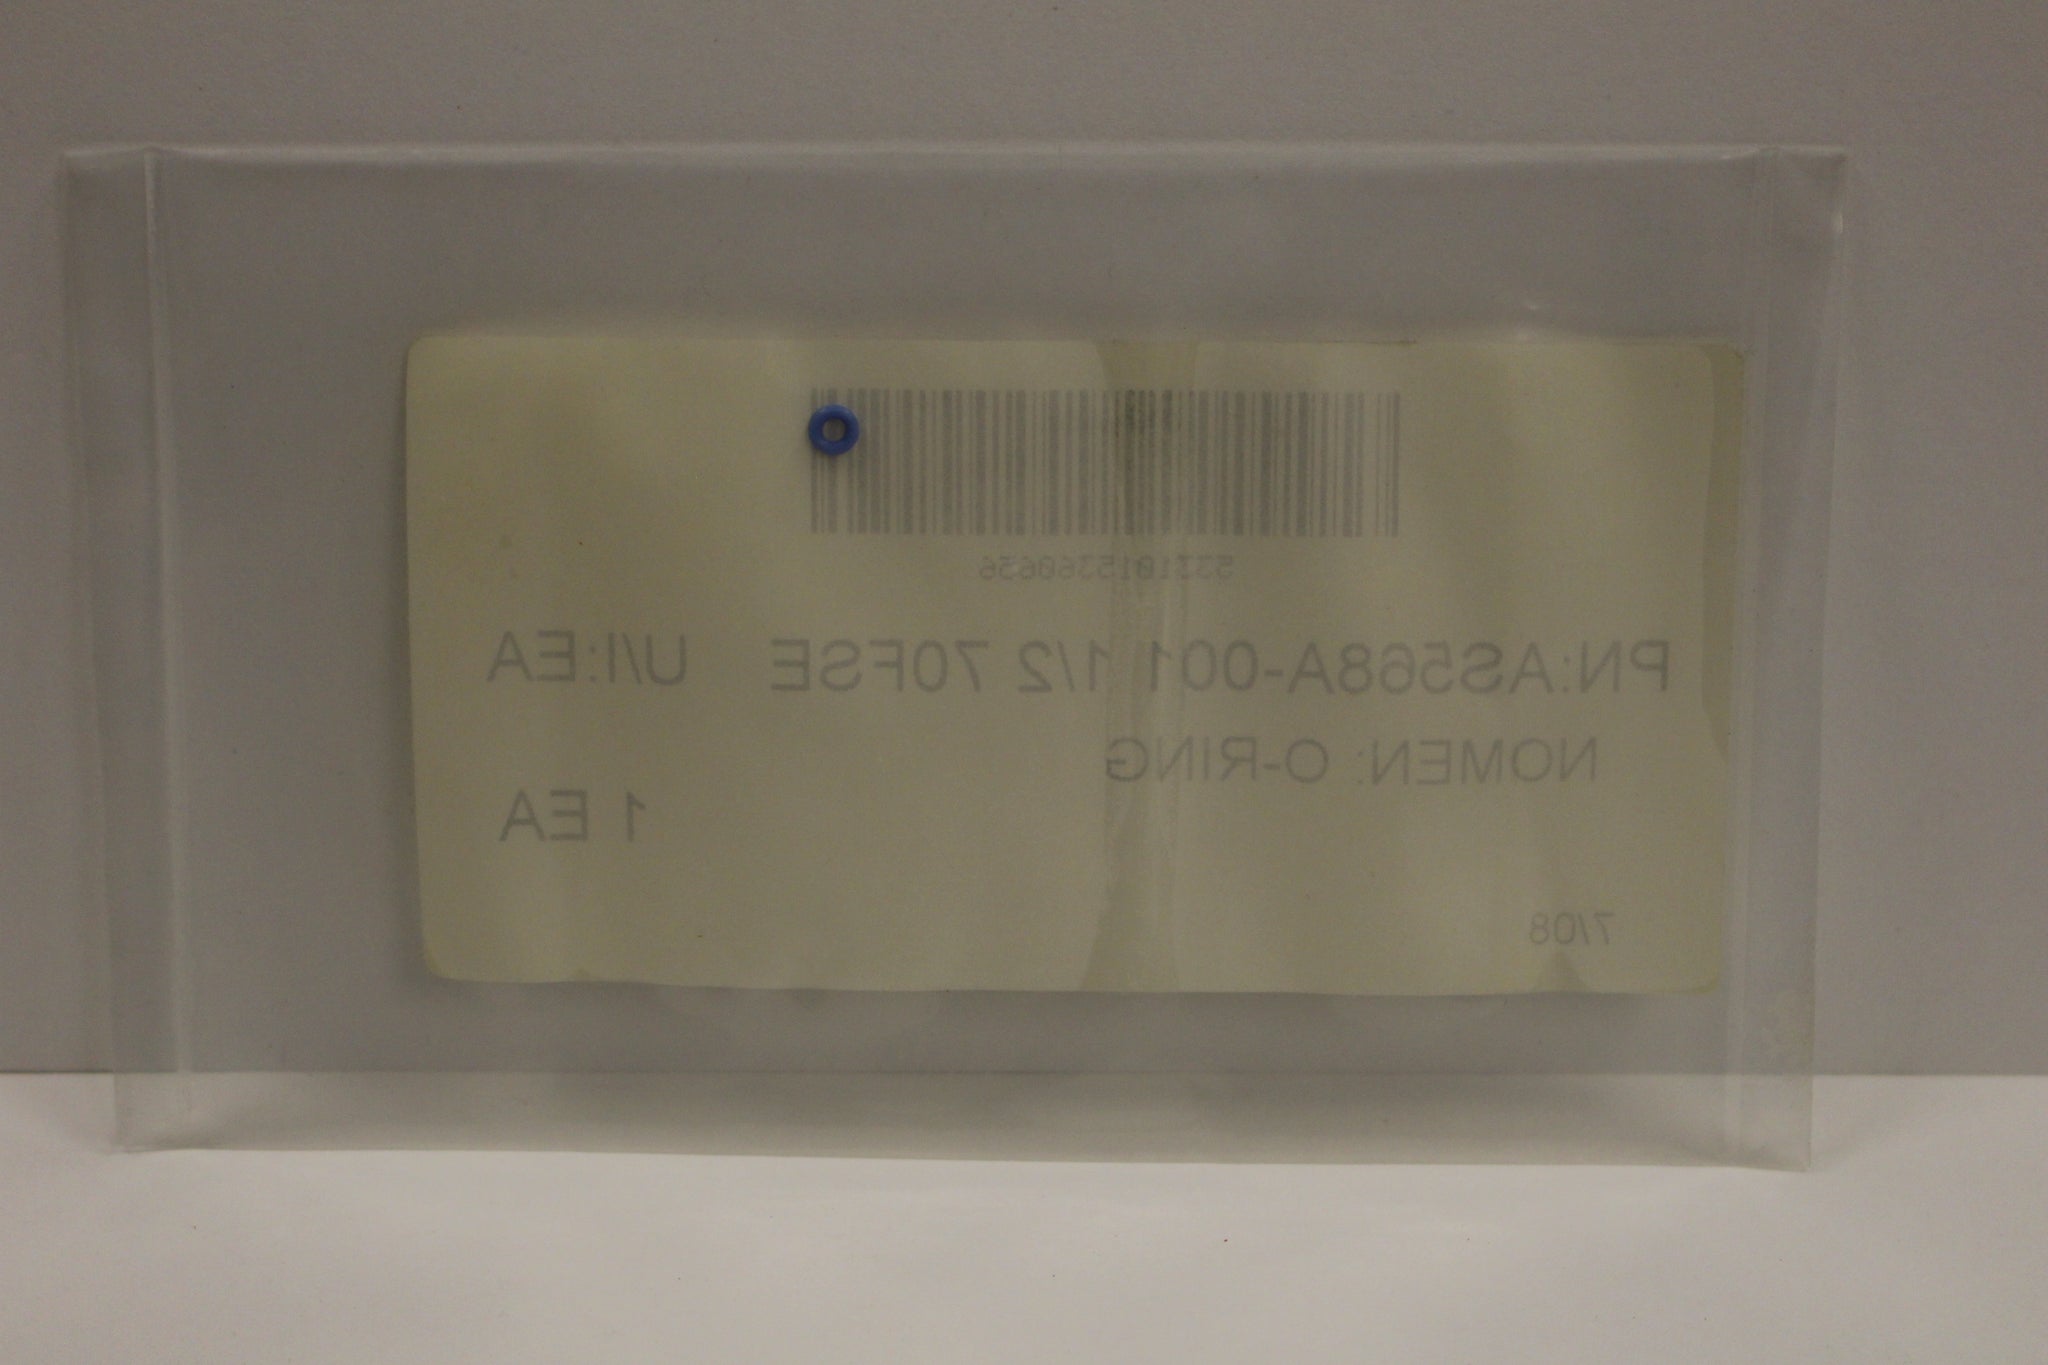 5331015360656
PN:AS568A-001 1/2 70FSE U/I:EA
NOMEN: O-RING
1 EA
7/08